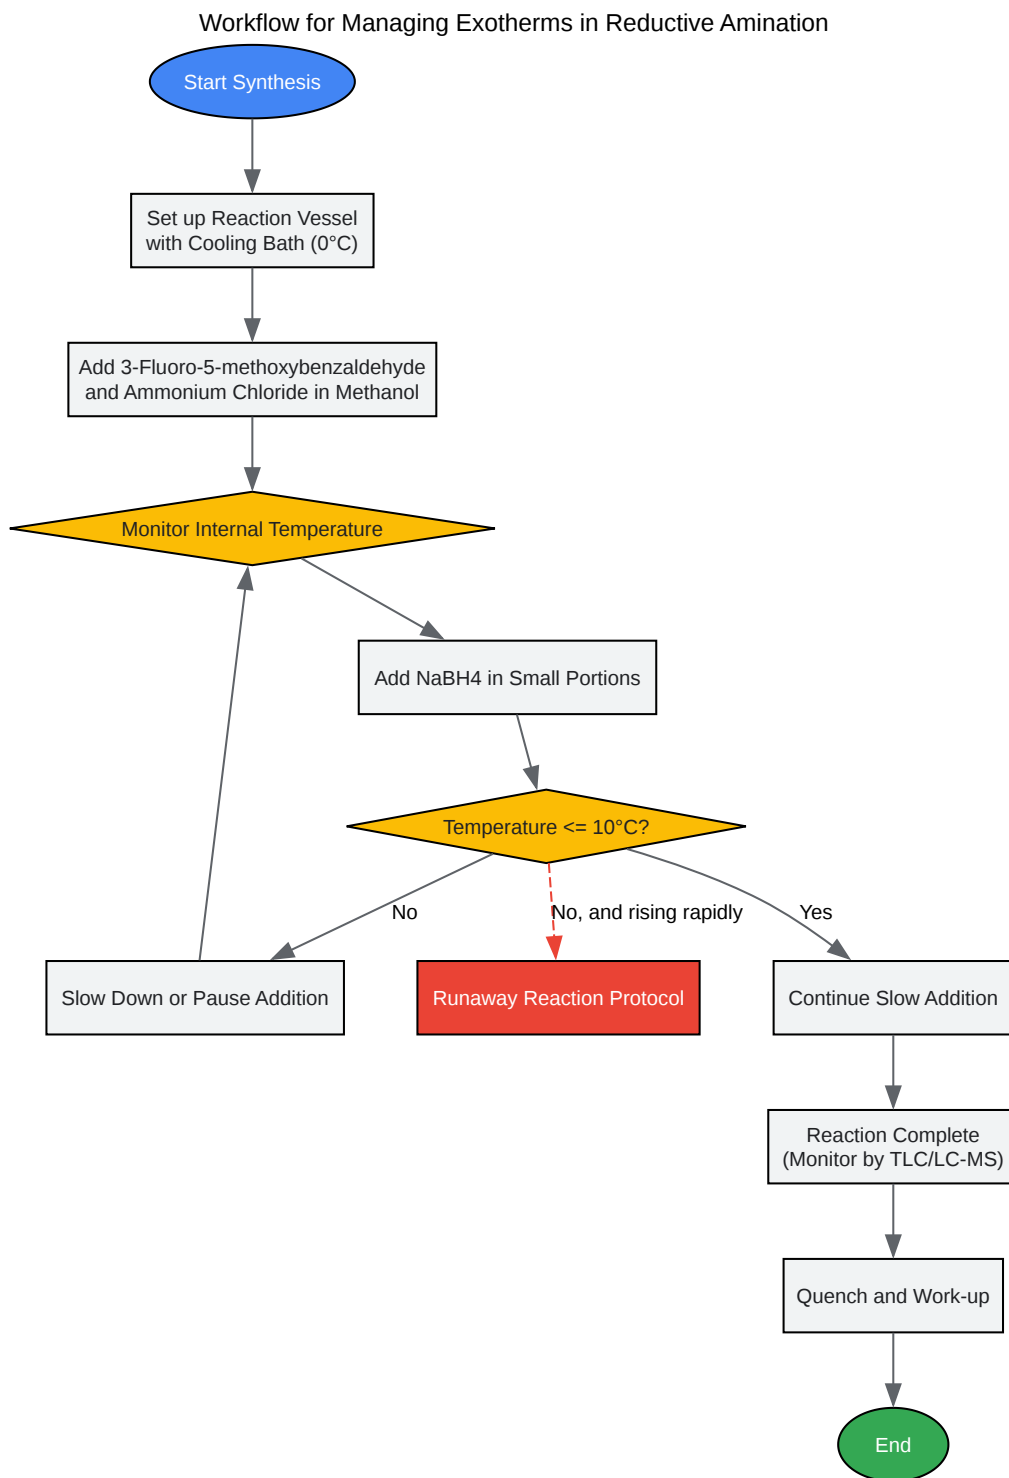 Workflow for Managing Exotherms in Reductive Amination
Start Synthesis
Set up Reaction Vessel
with Cooling Bath (0°C)
Add 3-Fluoro-5-methoxybenzaldehyde
and Ammonium Chloride in Methanol
Monitor Internal Temperature
Add NaBH4 in Small Portions
Temperature <= 10°C?
No
No, and rising rapidly
Yes
Slow Down or Pause Addition
Runaway Reaction Protocol
Continue Slow Addition
Reaction Complete
(Monitor by TLC/LC-MS)
Quench and Work-up
End